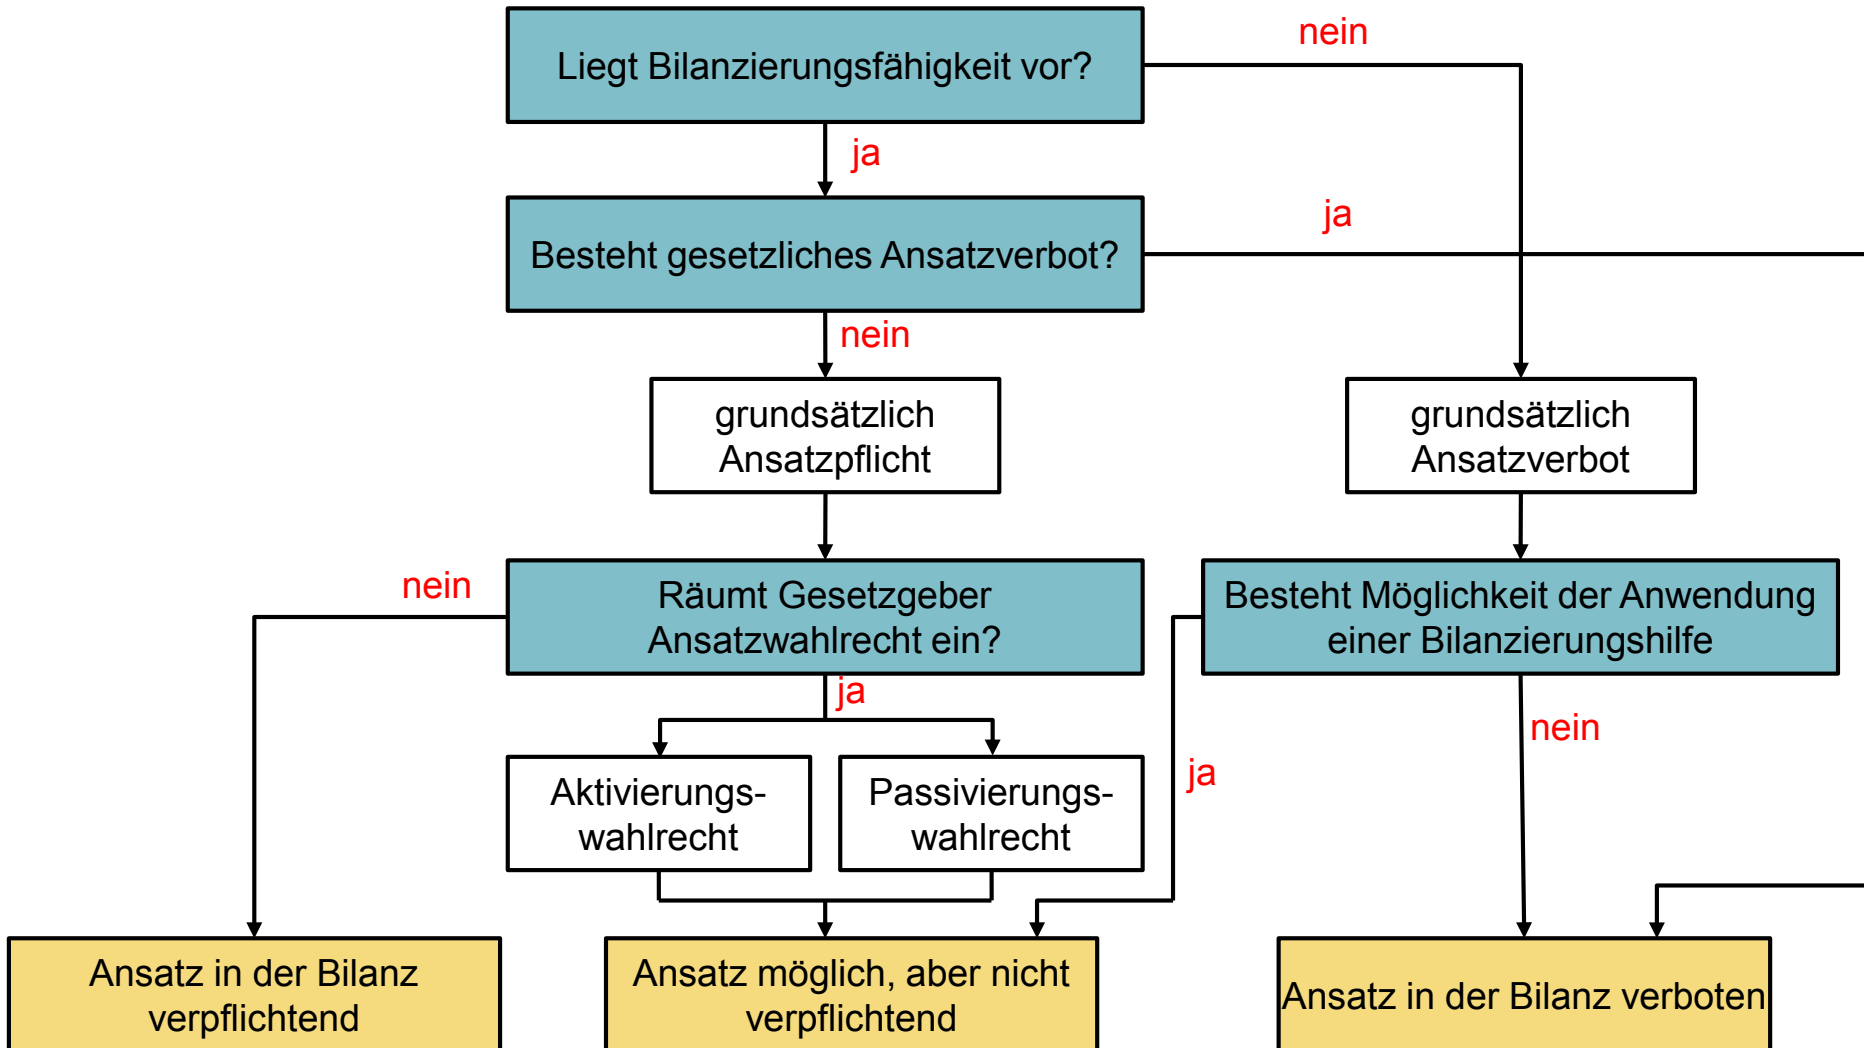 Liegt Bilanzierungsfähigkeit vor?
nein
ja
Besteht gesetzliches Ansatzverbot?
ja
nein
grundsätzlich
Ansatzpflicht
grundsätzlich
Ansatzverbot
nein
Räumt Gesetzgeber
Ansatzwahlrecht ein?
Besteht Möglichkeit der Anwendung
einer Bilanzierungshilfe
ja
nein
ja
Aktivierungs-
wahlrecht
Passivierungs-
wahlrecht
Ansatz in der Bilanz
verpflichtend
Ansatz möglich, aber nicht
verpflichtend
Ansatz in der Bilanz verboten